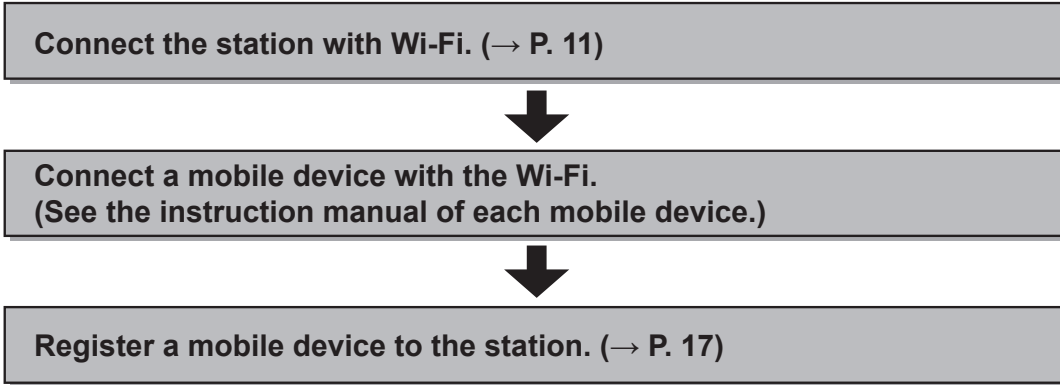 Connect the station with Wi-Fi. (→ P. 11)
Connect a mobile device with the Wi-Fi.
(See the instruction manual of each mobile device.)
Register a mobile device to the station. (→ P. 17)